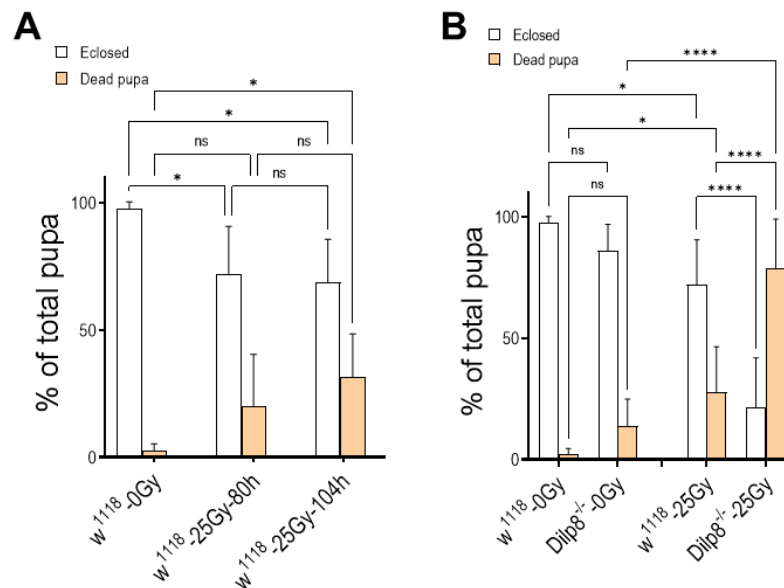 A
Eclosed
Dead pupa
*
*
ns
ns
*
ns
100
50
0
% of total pupa
w¹¹¹⁸-0Gy
w¹¹¹⁸-25Gy-80h
w¹¹¹⁸-25Gy-104h
B
Eclosed
Dead pupa
****
*
*
ns
****
ns
****
100
50
0
% of total pupa
w¹¹¹⁸-0Gy
Dilp8⁻/⁻-0Gy
w¹¹¹⁸-25Gy
Dilp8⁻/⁻-25Gy